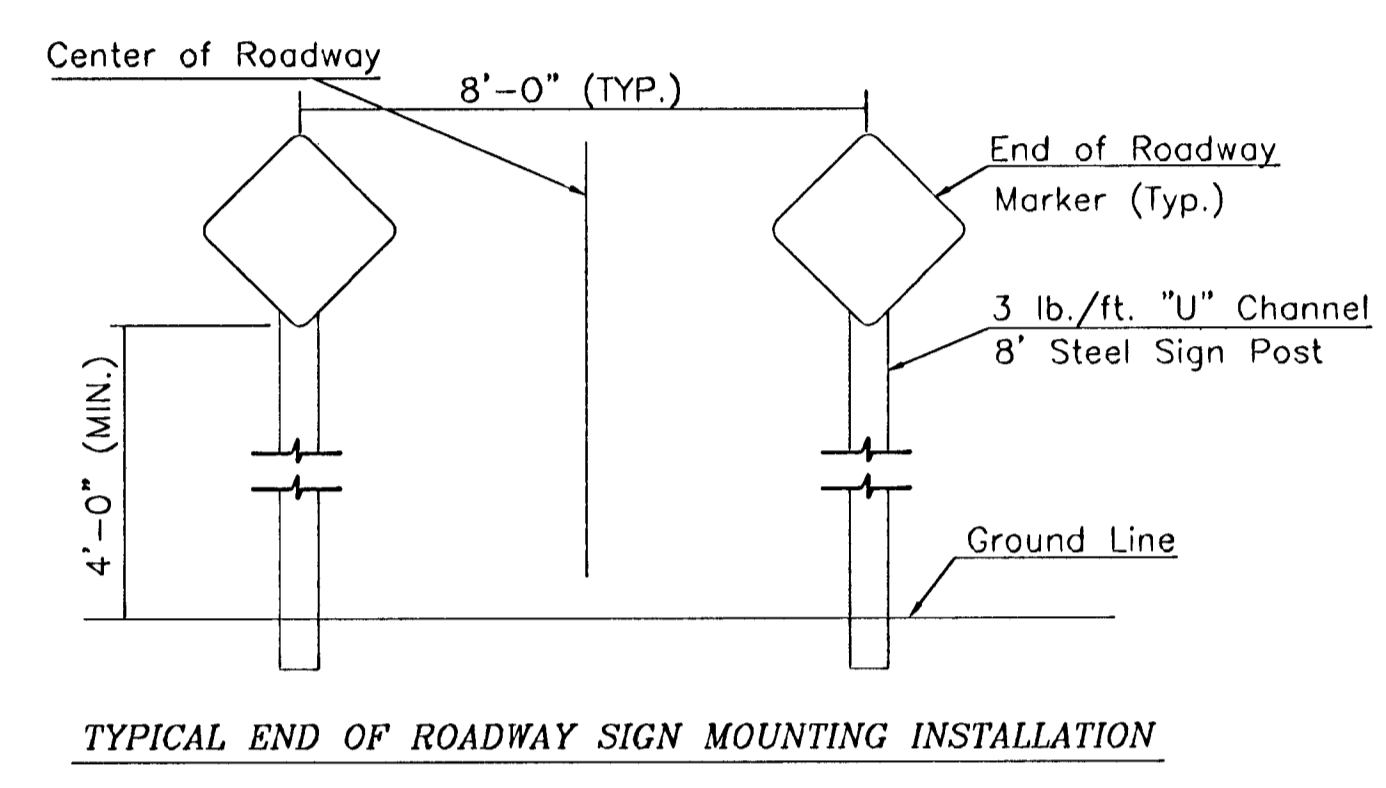 Center of Roadway
8'-0" (TYP.)
End of Roadway
Marker (Typ.)
3 lb./ft. "U" Channel
8' Steel Sign Post
4'-0" (MIN.)
Ground Line
TYPICAL END OF ROADWAY SIGN MOUNTING INSTALLATION